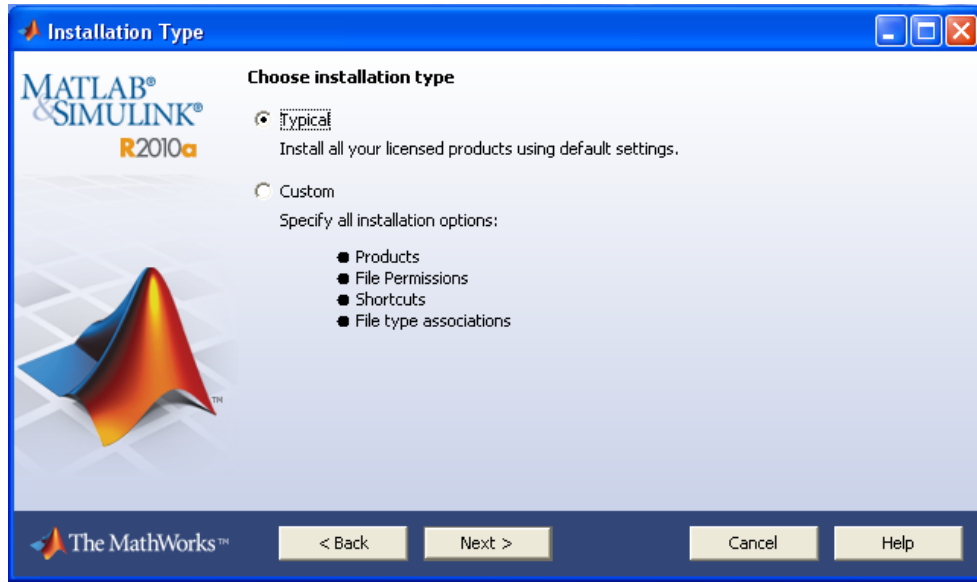 Installation Type
MATLAB®
&SIMULINK®
R2010a
Choose installation type
Typical
Install all your licensed products using default settings.
Custom
Specify all installation options:
● Products
● File Permissions
● Shortcuts
● File type associations
TM
The MathWorks™
< Back
Next >
Cancel
Help